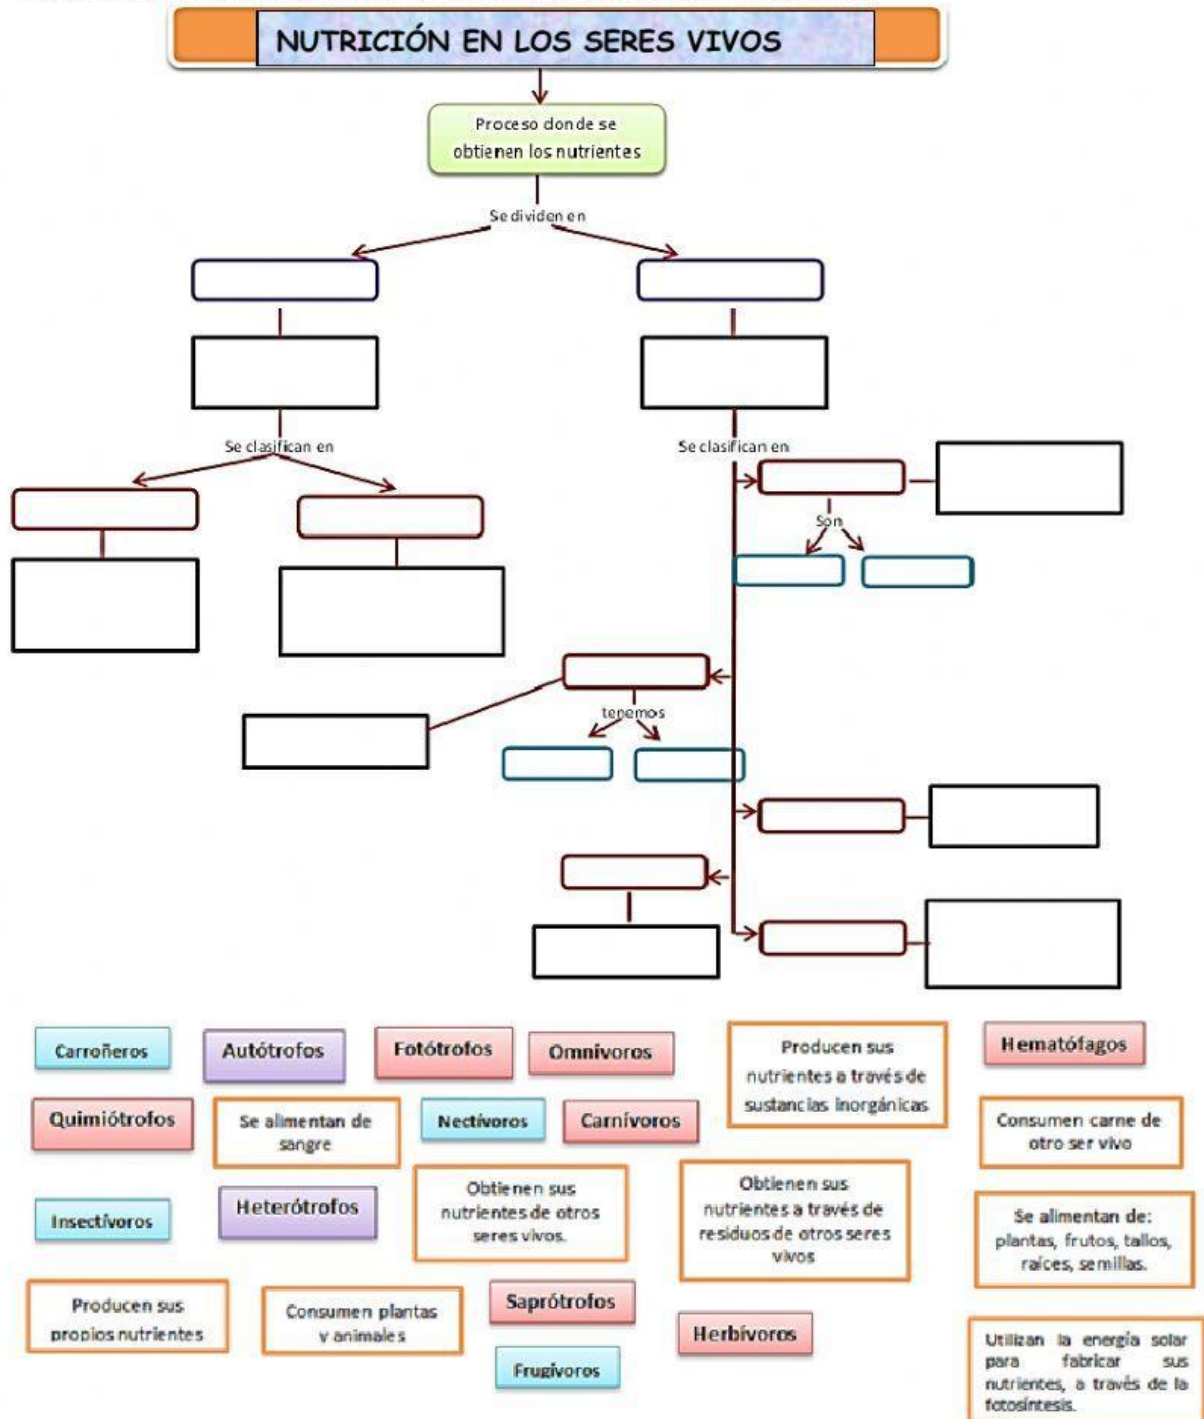 NUTRICIÓN EN LOS SERES VIVOS
Proceso donde se
obtienen los nutrientes
Se dividen en
Se clasifican en
Se clasifican en
Son
tenemos
Carroñeros
Autótrofos
Fotótrofos
Omnívoros
Producen sus
nutrientes a través de
sustancias inorgánicas
Hematófagos
Quimiótrofos
Se alimentan de
sangre
Nectívoros
Carnívoros
Consumen carne de
otro ser vivo
Insectívoros
Heterótrofos
Obtienen sus
nutrientes de otros
seres vivos.
Obtienen sus
nutrientes a través de
residuos de otros seres
vivos
Se alimentan de:
plantas, frutos, tallos,
raíces, semillas.
Producen sus
propios nutrientes
Consumen plantas
y animales
Saprótrofos
Herbívoros
Frugívoros
Utilizan la energía solar
para fabricar sus
nutrientes, a través de la
fotosíntesis.